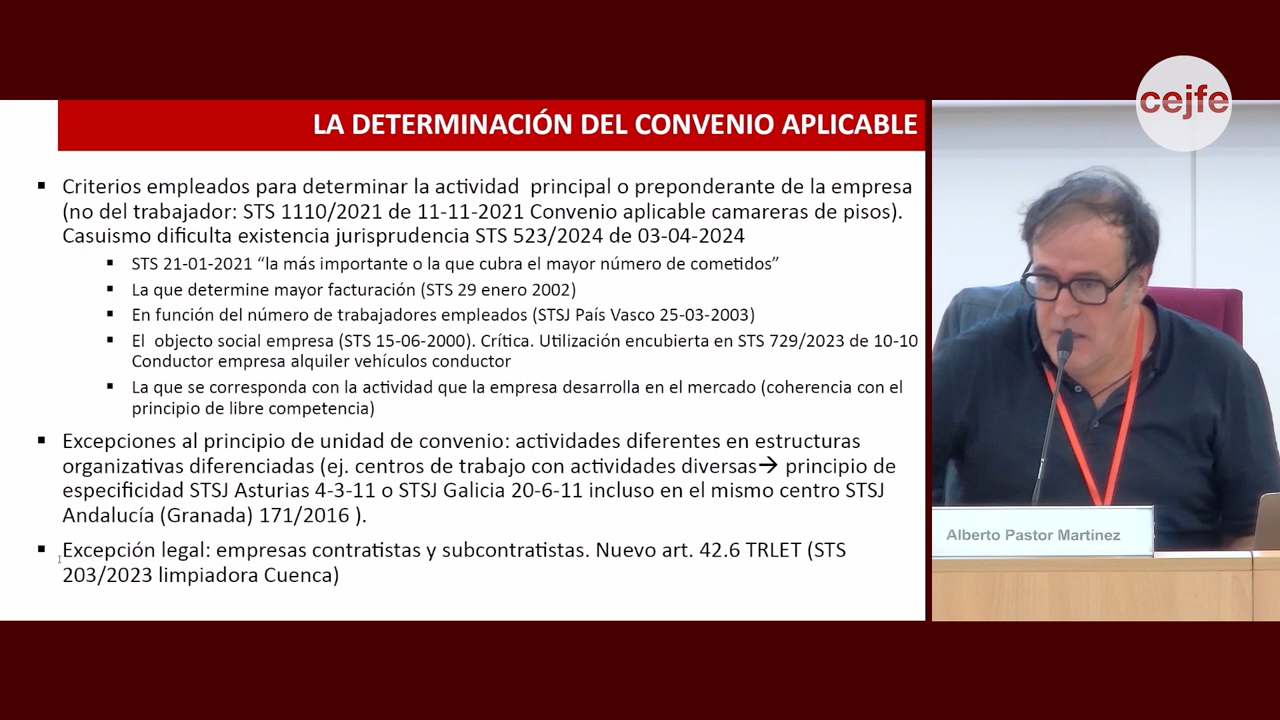 cejfe
LA DETERMINACIÓN DEL CONVENIO APLICABLE
▪ Criterios empleados para determinar la actividad principal o preponderante de la empresa
(no del trabajador: STS 1110/2021 de 11-11-2021 Convenio aplicable camareras de pisos).
Casuismo dificulta existencia jurisprudencia STS 523/2024 de 03-04-2024
▪ STS 21-01-2021 “la más importante o la que cubra el mayor número de cometidos”
▪ La que determine mayor facturación (STS 29 enero 2002)
▪ En función del número de trabajadores empleados (STSJ País Vasco 25-03-2003)
▪ El objecto social empresa (STS 15-06-2000). Crítica. Utilización encubierta en STS 729/2023 de 10-10
Conductor empresa alquiler vehículos conductor
▪ La que se corresponda con la actividad que la empresa desarrolla en el mercado (coherencia con el
principio de libre competencia)
▪ Excepciones al principio de unidad de convenio: actividades diferentes en estructuras
organizativas diferenciadas (ej. centros de trabajo con actividades diversas→ principio de
especificidad STSJ Asturias 4-3-11 o STSJ Galicia 20-6-11 incluso en el mismo centro STSJ
Andalucía (Granada) 171/2016 ).
▪ Excepción legal: empresas contratistas y subcontratistas. Nuevo art. 42.6 TRLET (STS
203/2023 limpiadora Cuenca)
Alberto Pastor Martinez